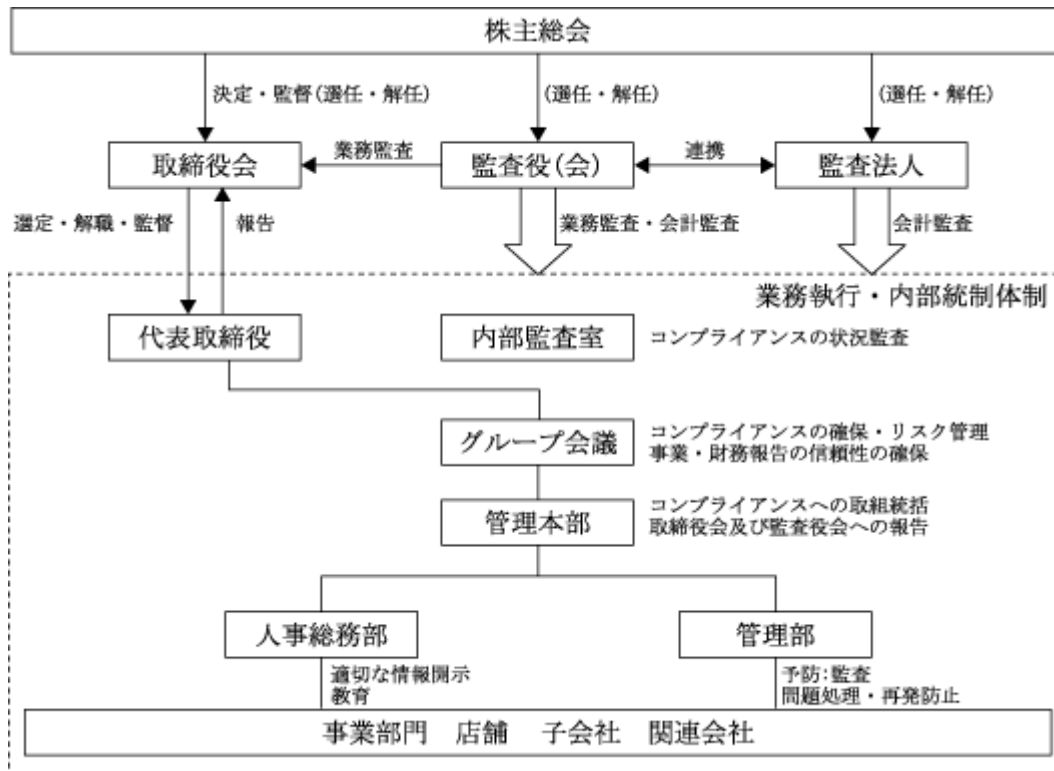 株主総会
決定・監督(選任・解任)
(選任・解任)
(選任・解任)
取締役会
業務監査
監査役(会)
連携
監査法人
選定・解職・監督
報告
業務監査・会計監査
会計監査
業務執行・内部統制体制
代表取締役
内部監査室
コンプライアンスの状況監査
グループ会議
コンプライアンスの確保・リスク管理
事業・財務報告の信頼性の確保
管理本部
コンプライアンスへの取組統括
取締役会及び監査役会への報告
人事総務部
管理部
適切な情報開示
教育
予防:監査
問題処理・再発防止
事業部門 店舗 子会社 関連会社